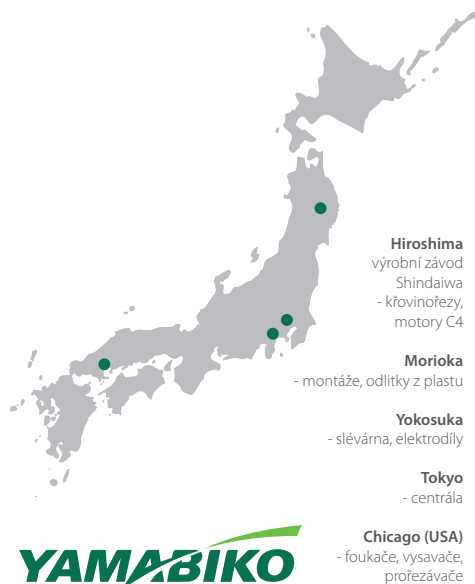 Hiroshima
výrobní závod
Shindaiwa
- křovinořezy,
motory C4
Morioka
- montáže, odlitky z plastu
Yokosuka
- slévárna, elektrodíly
Tokyo
- centrála
Chicago (USA)
- foukače, vysavače,
prořezávače
YAMABIKO